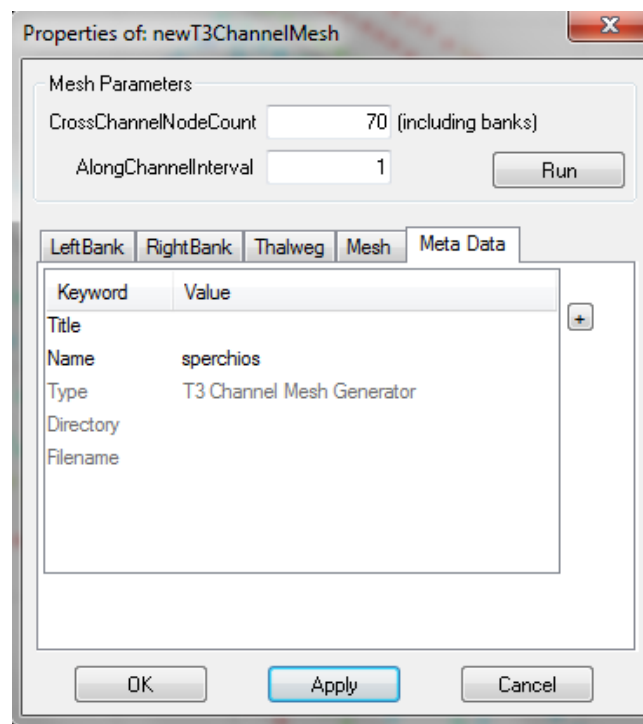 Properties of: newT3ChannelMesh
Mesh Parameters
CrossChannelNodeCount 70 (including banks)
AlongChannelInterval 1 Run
LeftBank RightBank Thalweg Mesh Meta Data
Keyword Value
Title
Name sperchios
Type T3 Channel Mesh Generator
Directory
Filename
+
OK Apply Cancel